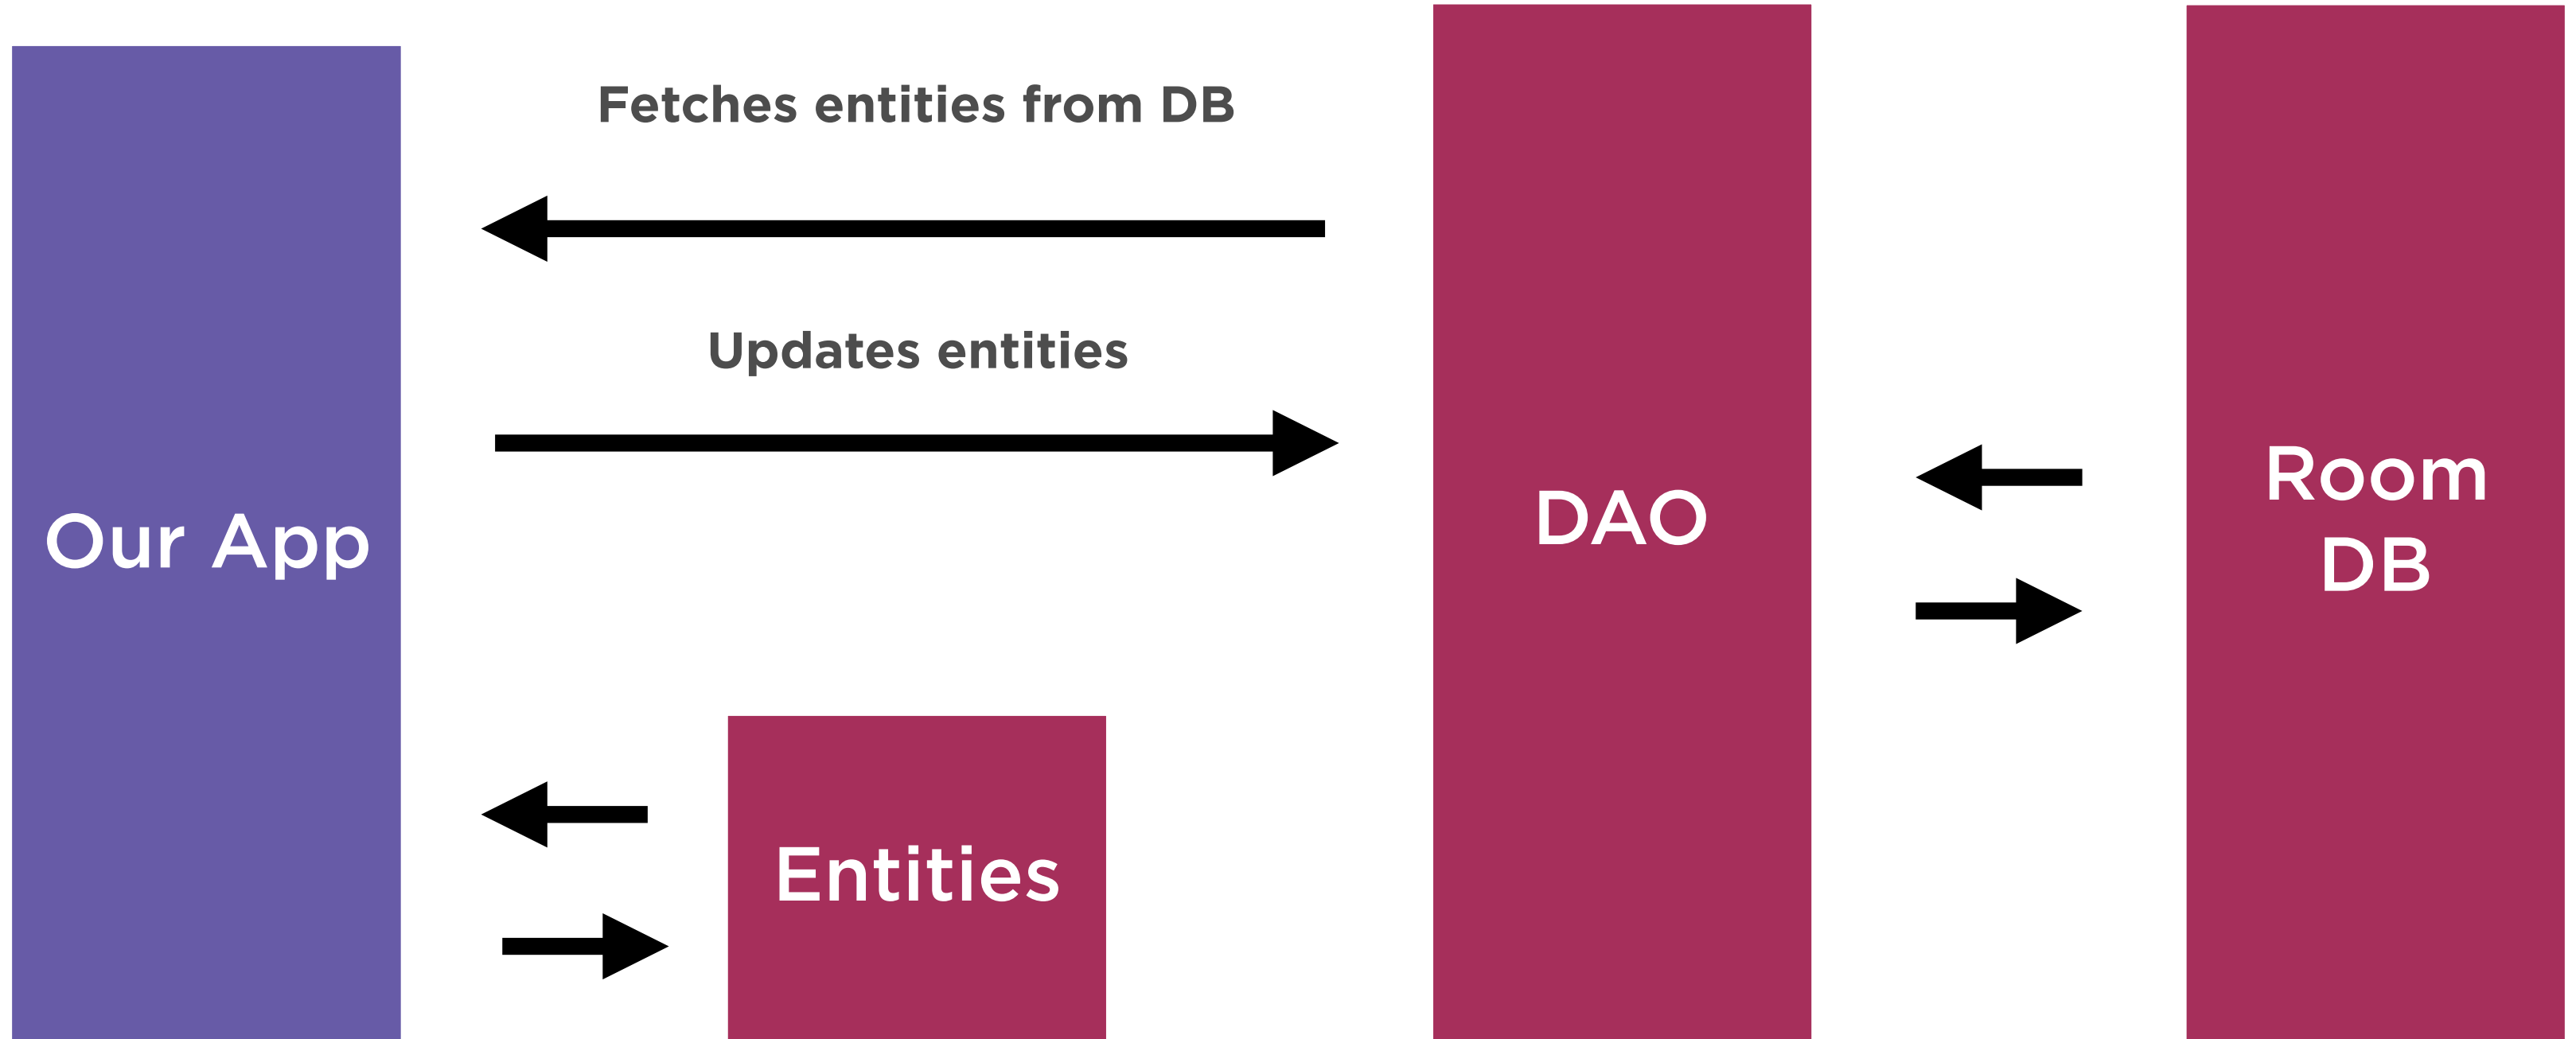 Fetches entities from DB
Updates entities
Our App
DAO
Room
DB
Entities